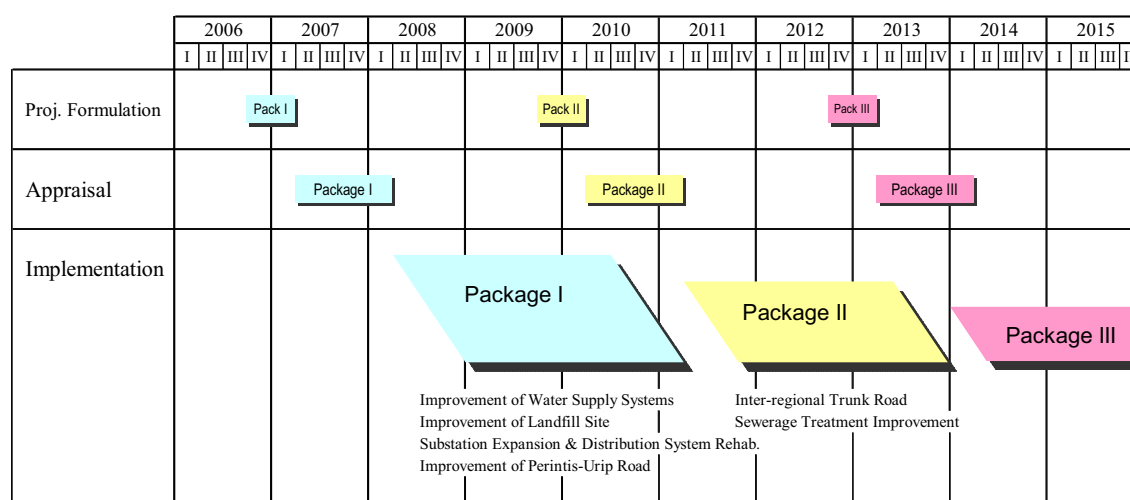 2006 2007 2008 2009 2010 2011 2012 2013 2014 2015
I II III IV I II III IV I II III IV I II III IV I II III IV I II III IV I II III IV I II III IV I II III IV I II III
Proj. Formulation Pack I Pack II Pack III
Appraisal Package I Package II Package III
Implementation
Package I
Package II
Package III
Improvement of Water Supply Systems
Improvement of Landfill Site
Substation Expansion & Distribution System Rehab.
Improvement of Perintis-Urip Road
Inter-regional Trunk Road
Sewerage Treatment Improvement